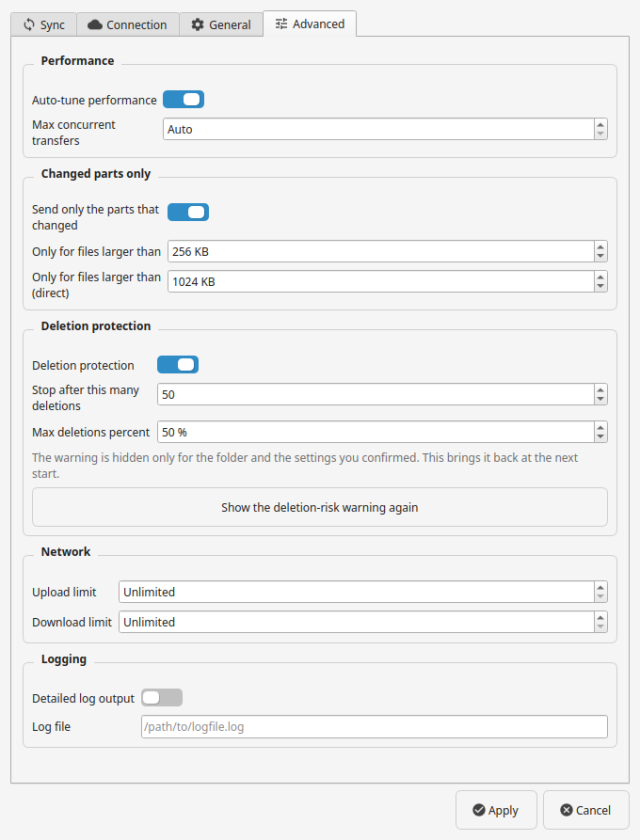 Sync
Connection
General
Advanced
Performance
Auto-tune performance
Max concurrent
transfers
Auto
Changed parts only
Send only the parts that
changed
Only for files larger than
256 KB
Only for files larger than
(direct)
1024 KB
Deletion protection
Deletion protection
Stop after this many
deletions
50
Max deletions percent
50 %
The warning is hidden only for the folder and the settings you confirmed. This brings it back at the next
start.
Show the deletion-risk warning again
Network
Upload limit
Unlimited
Download limit
Unlimited
Logging
Detailed log output
Log file
/path/to/logfile.log
Apply
Cancel